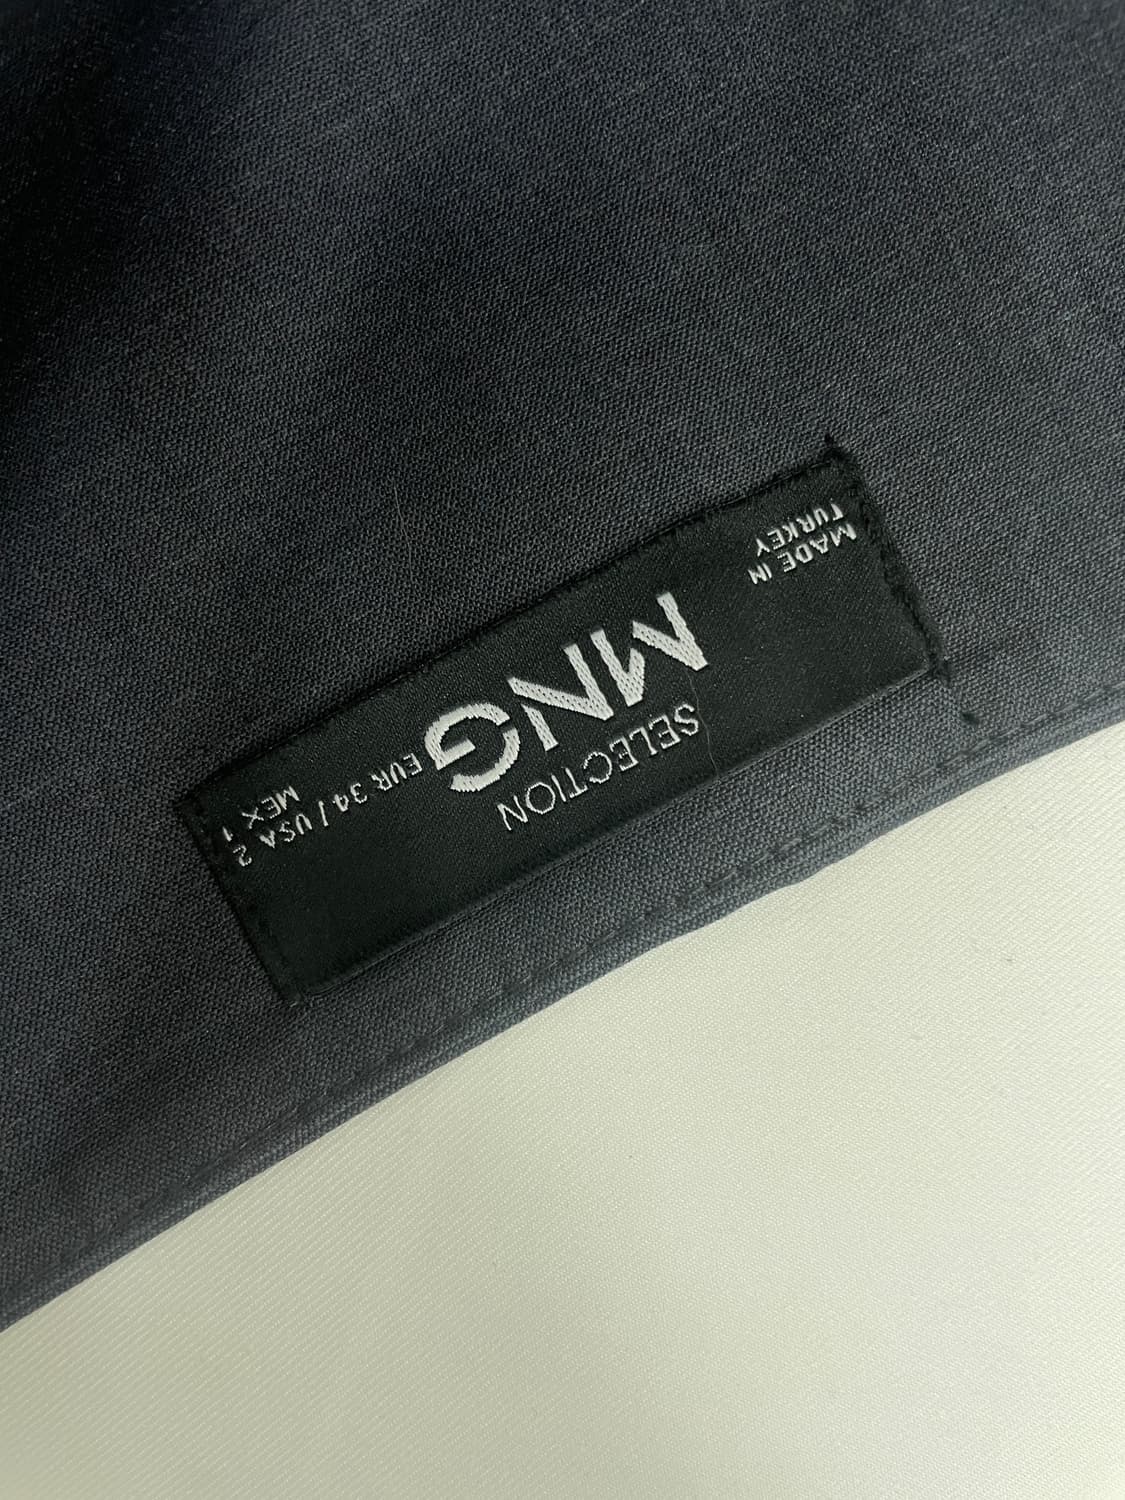 SELECTION
MNG
MADE IN
TURKEY
EUR 34 / USA 2
MEX 1